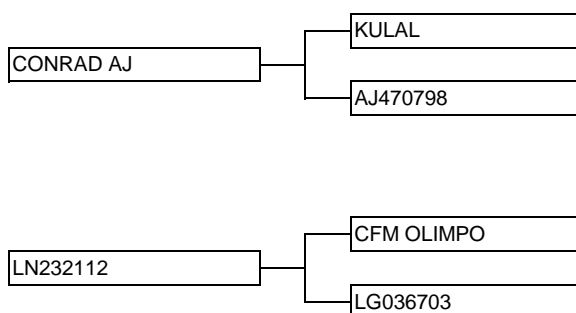 KULAL
CONRAD AJ
AJ470798
CFM OLIMPO
LN232112
LG036703